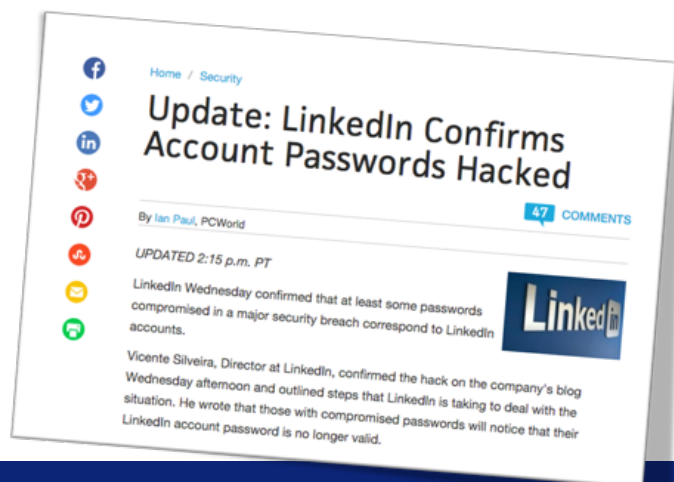 Home / Security
Update: LinkedIn Confirms
Account Passwords Hacked
47 COMMENTS
By Ian Paul, PCWorld
UPDATED 2:15 p.m. PT
LinkedIn Wednesday confirmed that at least some passwords
compromised in a major security breach correspond to LinkedIn
accounts.
Linked in
Vicente Silveira, Director at LinkedIn, confirmed the hack on the company's blog
Wednesday afternoon and outlined steps that LinkedIn is taking to deal with the
situation. He wrote that those with compromised passwords will notice that their
LinkedIn account password is no longer valid.